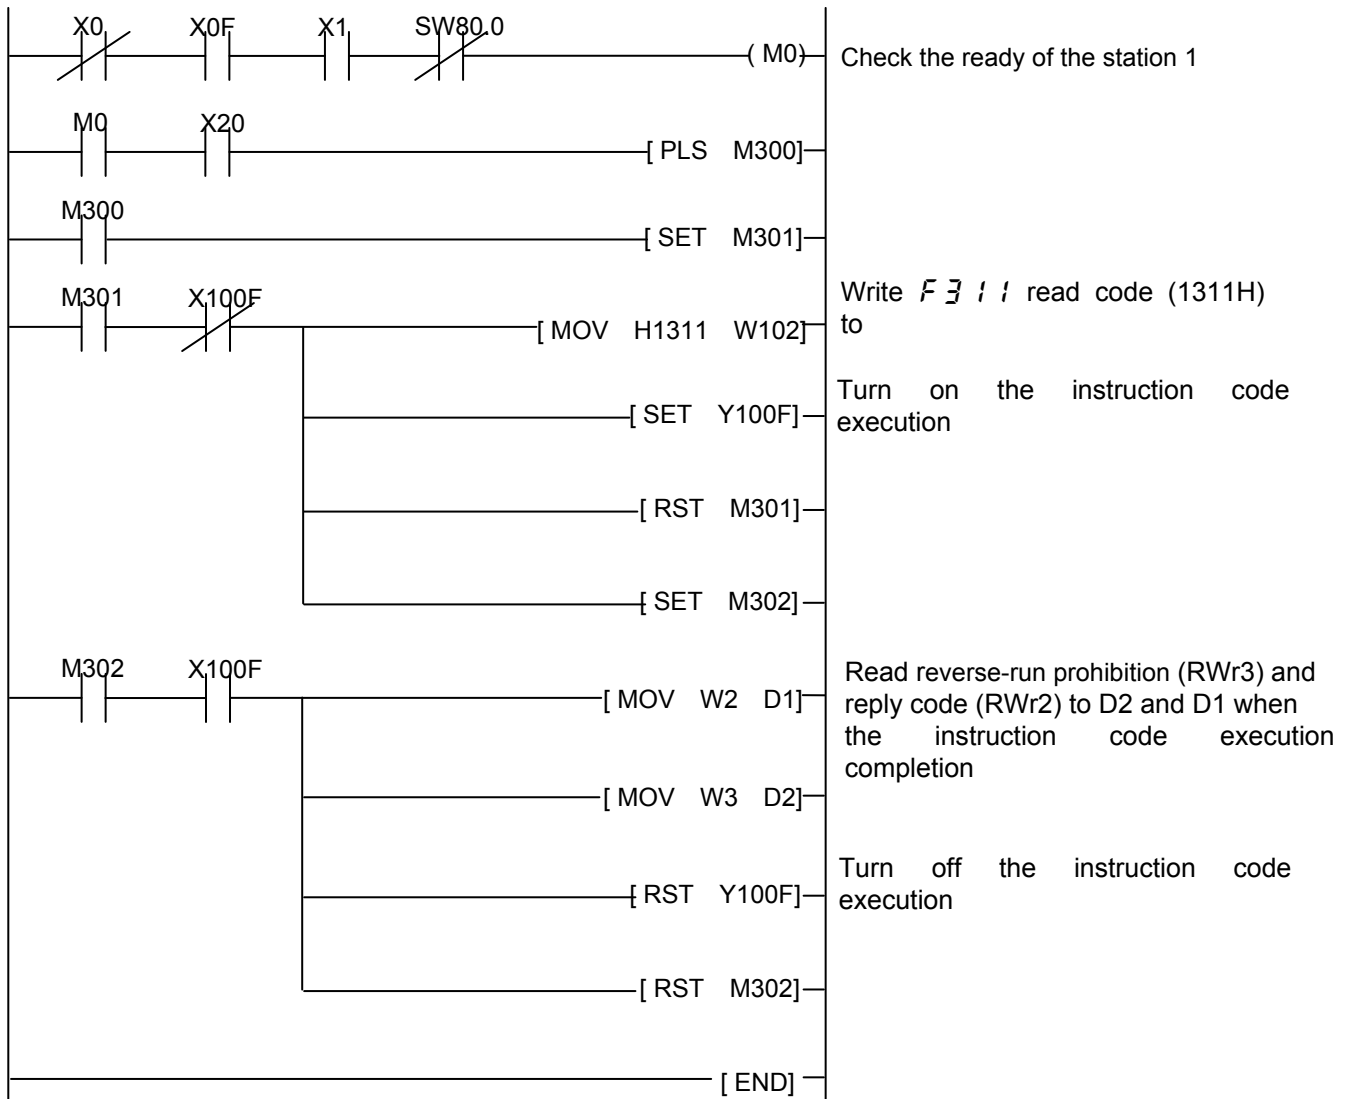 X0 X0F X1 SW80.0
( M0) Check the ready of the station 1
M0 X20
[ PLS M300]
M300
[ SET M301]
M301 X100F
[ MOV H1311 W102] Write F311 read code (1311H)
to
[ SET Y100F] Turn on the instruction code
execution
[ RST M301]
[ SET M302]
M302 X100F
[ MOV W2 D1] Read reverse-run prohibition (RWr3) and
reply code (RWr2) to D2 and D1 when
the instruction code execution
completion
[ MOV W3 D2]
[ RST Y100F] Turn off the instruction code
execution
[ RST M302]
[ END]